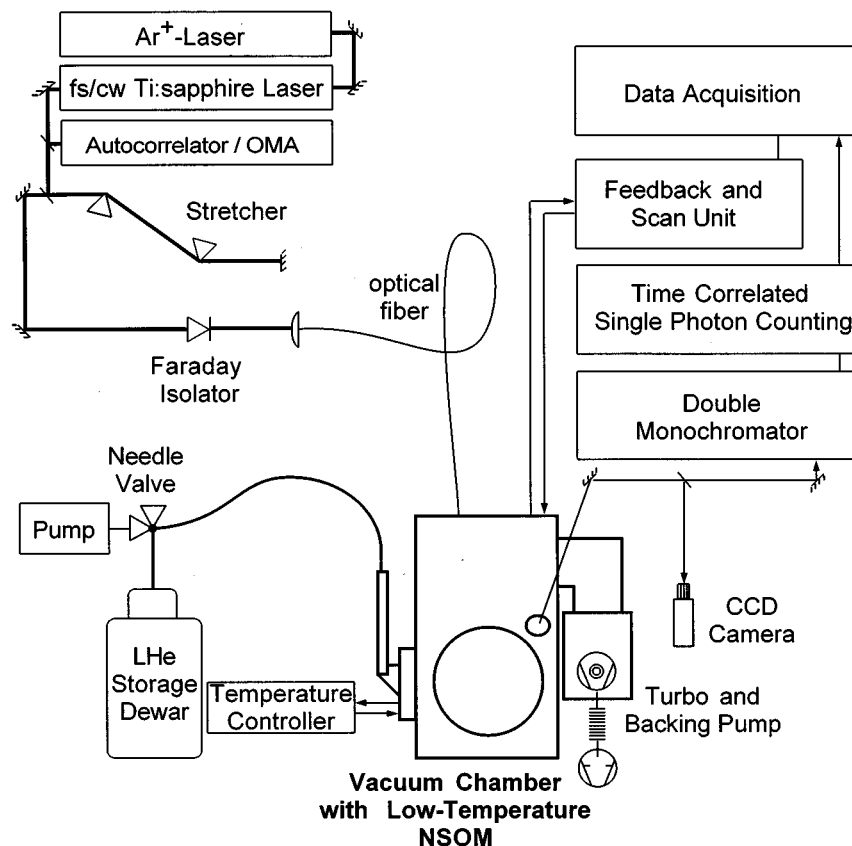 Ar+-Laser
fs/cw Ti:sapphire Laser
Autocorrelator / OMA
Stretcher
optical
fiber
Faraday
Isolator
Data Acquisition
Feedback and
Scan Unit
Time Correlated
Single Photon Counting
Double
Monochromator
Needle
Valve
Pump
LHe
Storage
Dewar
Temperature
Controller
CCD
Camera
Turbo and
Backing Pump
Vacuum Chamber
with Low-Temperature
NSOM